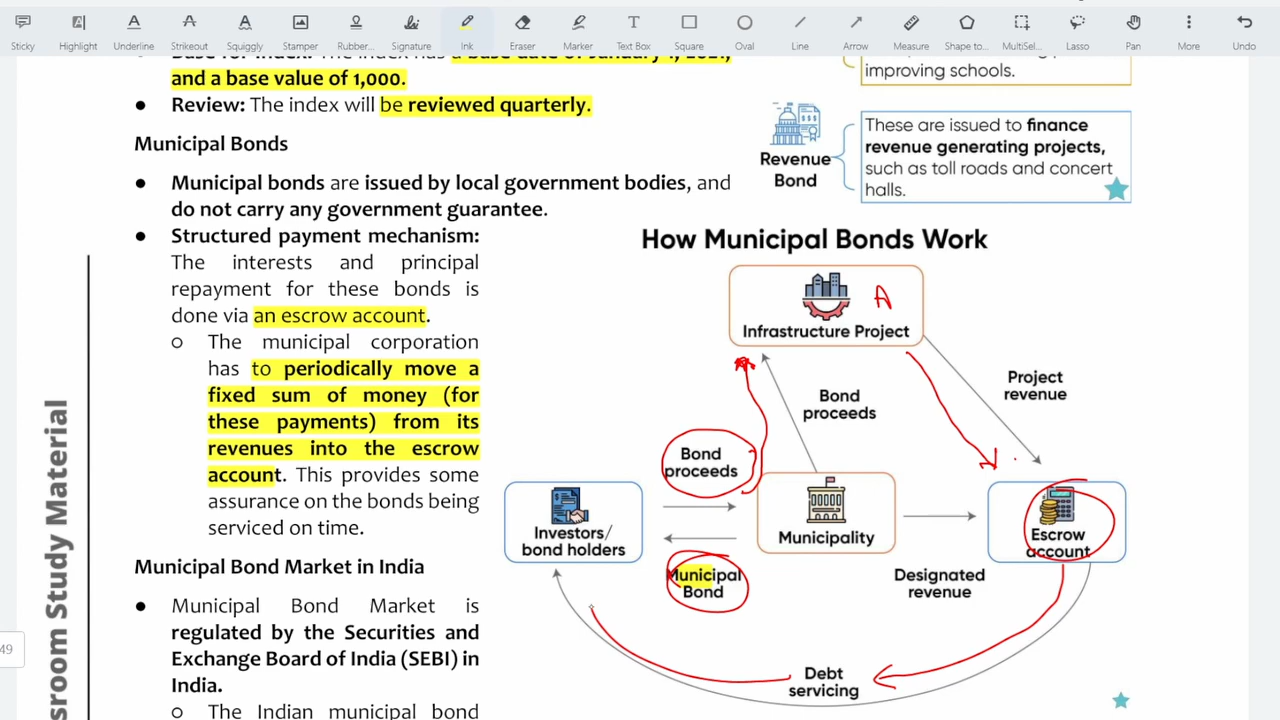 Sticky
Highlight
Underline
Strikeout
Squiggly
Stamper
Rubber...
Signature
Ink
Eraser
Marker
Text Box
Square
Oval
Line
Arrow
Measure
Shape to...
MultiSel...
Lasso
Pan
More
Undo
and a base value of 1,000.
● Review: The index will be reviewed quarterly.
Municipal Bonds
● Municipal bonds are issued by local government bodies, and
do not carry any government guarantee.
● Structured payment mechanism:
The interests and principal
repayment for these bonds is
done via an escrow account.
o The municipal corporation
has to periodically move a
fixed sum of money (for
these payments) from its
revenues into the escrow
account. This provides some
assurance on the bonds being
serviced on time.
Municipal Bond Market in India
● Municipal Bond Market is
regulated by the Securities and
Exchange Board of India (SEBI) in
India.
o The Indian municipal bond
improving schools.
Revenue
Bond
These are issued to finance
revenue generating projects,
such as toll roads and concert
halls.
How Municipal Bonds Work
A
Infrastructure Project
Bond
proceeds
Project
revenue
Bond
proceeds
Investors/
bond holders
Municipality
Escrow
account
Municipal
Bond
Designated
revenue
Debt
servicing
sroom Study Material
49